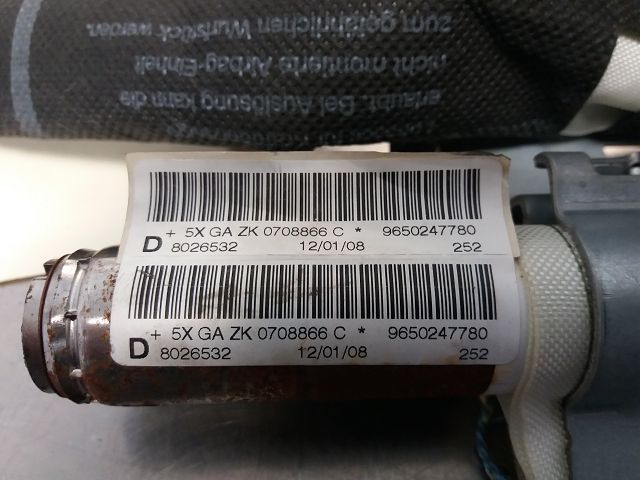 zum gefährlichen Wurfstück werden.
nicht montierte Airbag-Einheit
erlaubt. Bei Auslösung kann die
+ 5X GA ZK 0708866 C * 9650247780
D 8026532 12/01/08 252
+ 5X GA ZK 0708866 C * 9650247780
D 8026532 12/01/08 252